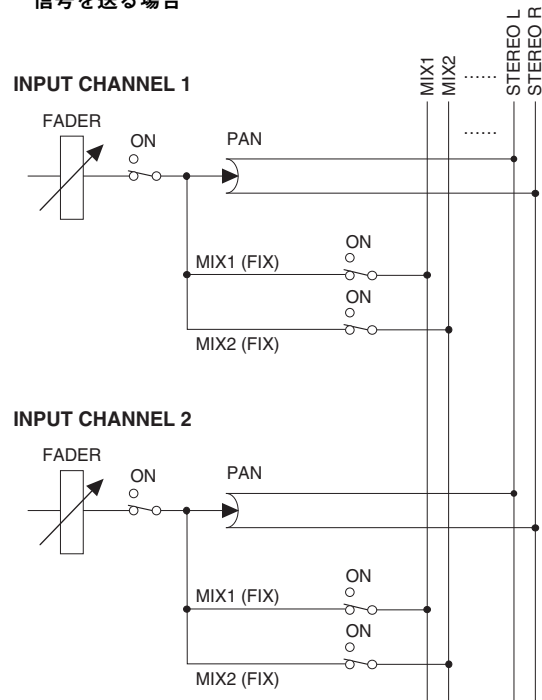 信号を送る場合
MIX1
MIX2
……
STEREO L
STEREO R
INPUT CHANNEL 1
FADER
ON
PAN
……
ON
MIX1 (FIX)
ON
MIX2 (FIX)
INPUT CHANNEL 2
FADER
ON
PAN
ON
MIX1 (FIX)
ON
MIX2 (FIX)